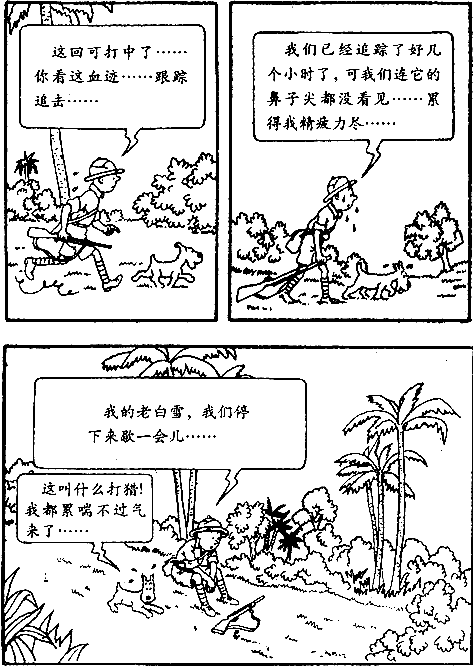 这回可打中了……
你看这血迹……跟踪
追击……
我们已经追踪了好几
个小时了，可我们连它的
鼻子尖都没看见……累
得我精疲力尽……
我的老白雪，我们停
下来歇一会儿……
这叫什么打猎！
我都累喘不过气
来了……